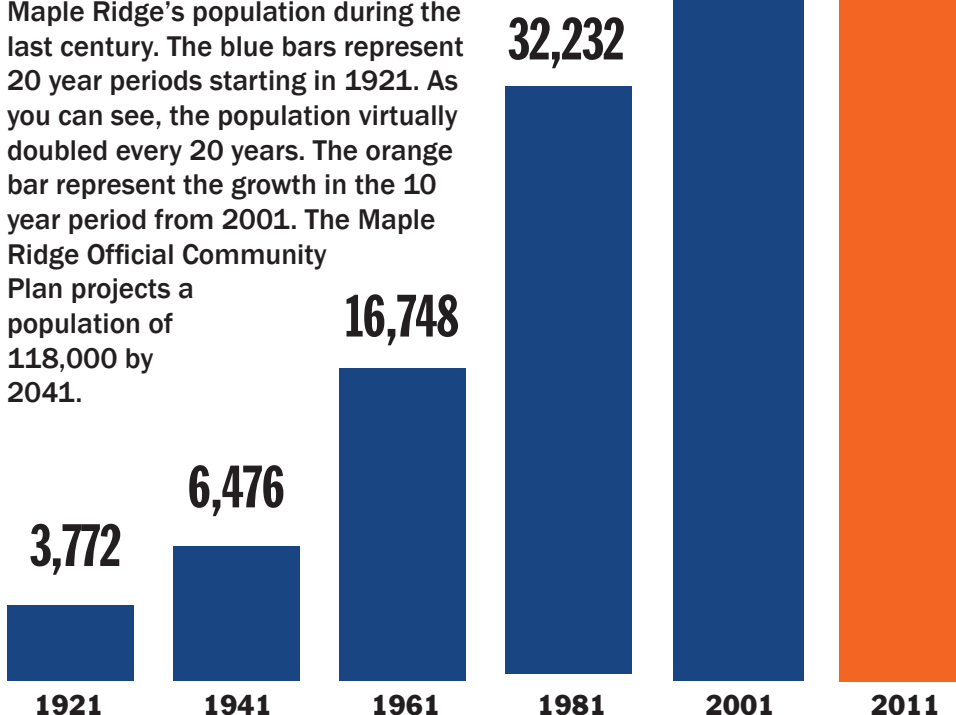 Maple Ridge’s population during the
last century. The blue bars represent
20 year periods starting in 1921. As
you can see, the population virtually
doubled every 20 years. The orange
bar represent the growth in the 10
year period from 2001. The Maple
Ridge Official Community
Plan projects a
population of
118,000 by
2041.
3,772
6,476
16,748
32,232
1921 1941 1961 1981 2001 2011